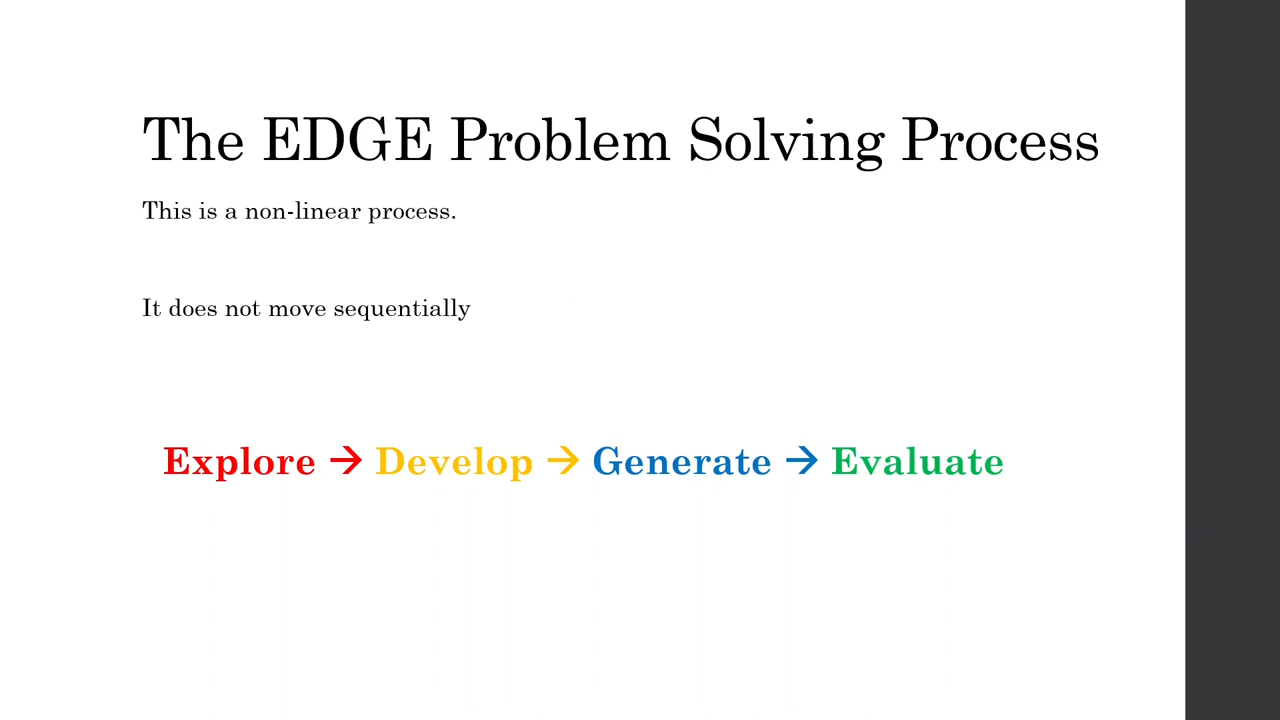 The EDGE Problem Solving Process
This is a non-linear process.
It does not move sequentially
Explore → Develop → Generate → Evaluate